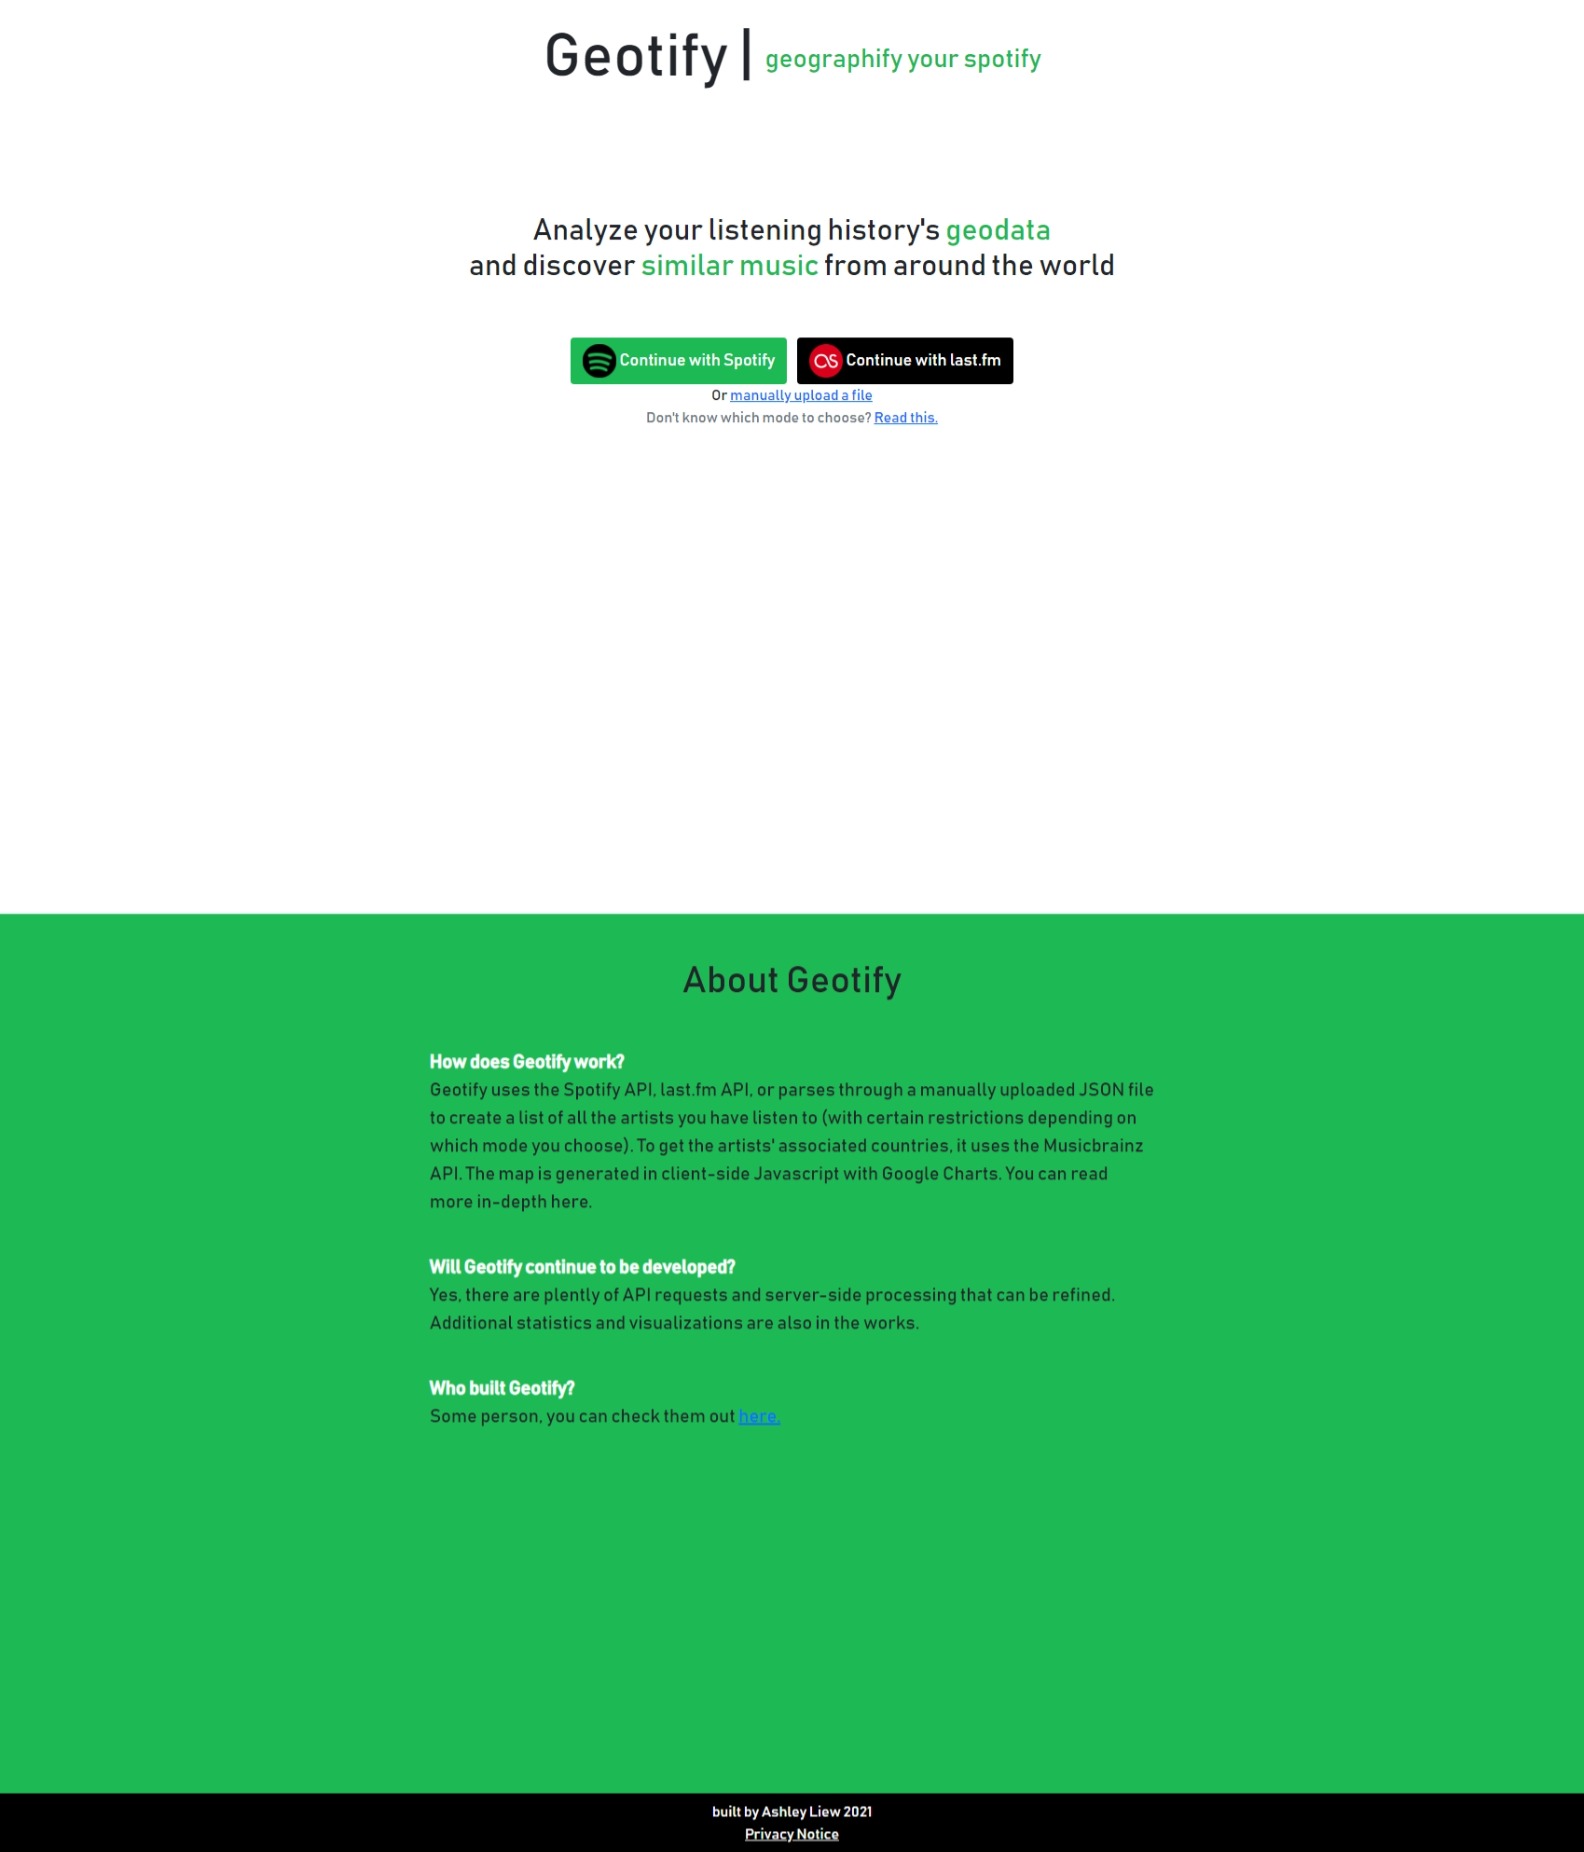 Geotify | geographify your spotify
Analyze your listening history's geodata
and discover similar music from around the world
Continue with Spotify
Continue with last.fm
Or manually upload a file
Don't know which mode to choose? Read this.
About Geotify
How does Geotify work?
Geotify uses the Spotify API, last.fm API, or parses through a manually uploaded JSON file
to create a list of all the artists you have listen to (with certain restrictions depending on
which mode you choose). To get the artists' associated countries, it uses the Musicbrainz
API. The map is generated in client-side Javascript with Google Charts. You can read
more in-depth here.
Will Geotify continue to be developed?
Yes, there are plently of API requests and server-side processing that can be refined.
Additional statistics and visualizations are also in the works.
Who built Geotify?
Some person, you can check them out here.
built by Ashley Liew 2021
Privacy Notice